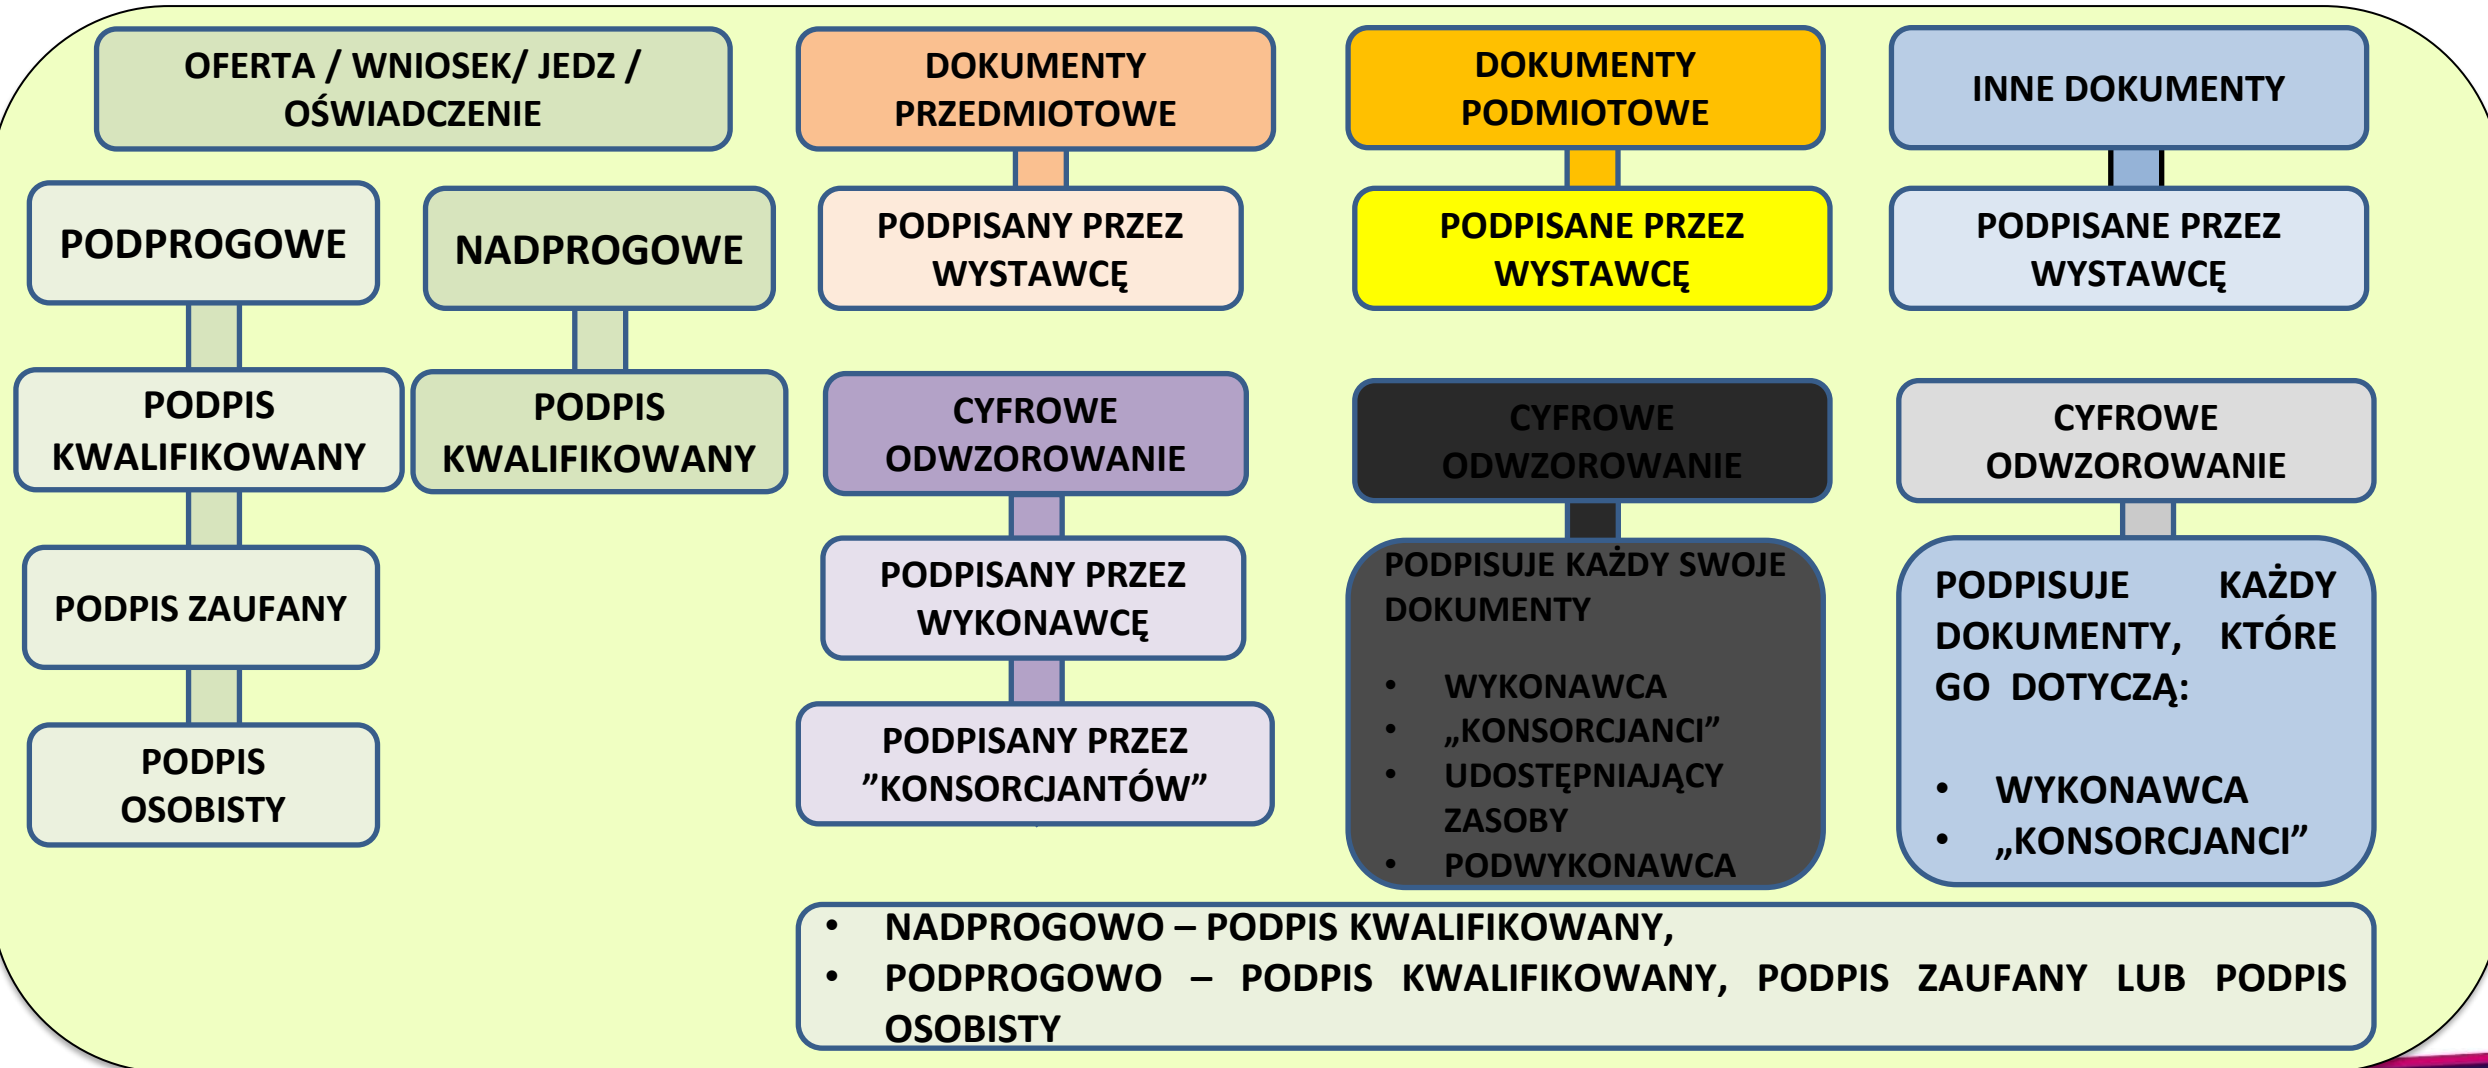 OFERTA / WNIOSEK/ JEDZ /
OŚWIADCZENIE
PODPROGOWE
PODPIS
KWALIFIKOWANY
PODPIS ZAUFANY
PODPIS
OSOBISTY
NADPROGOWE
PODPIS
KWALIFIKOWANY
DOKUMENTY
PRZEDMIOTOWE
PODPISANY PRZEZ
WYSTAWCĘ
CYFROWE
ODWZOROWANIE
PODPISANY PRZEZ
WYKONAWCĘ
PODPISANY PRZEZ
”KONSORCJANTÓW”
DOKUMENTY
PODMIOTOWE
PODPISANE PRZEZ
WYSTAWCĘ
CYFROWE
ODWZOROWANIE
PODPISUJE KAŻDY SWOJE
DOKUMENTY
• WYKONAWCA
• „KONSORCJANCI”
• UDOSTĘPNIAJĄCY
ZASOBY
• PODWYKONAWCA
INNE DOKUMENTY
PODPISANE PRZEZ
WYSTAWCĘ
CYFROWE
ODWZOROWANIE
PODPISUJE KAŻDY
DOKUMENTY, KTÓRE
GO DOTYCZĄ:
• WYKONAWCA
• „KONSORCJANCI”
• NADPROGOWO – PODPIS KWALIFIKOWANY,
• PODPROGOWO – PODPIS KWALIFIKOWANY, PODPIS ZAUFANY LUB PODPIS
OSOBISTY